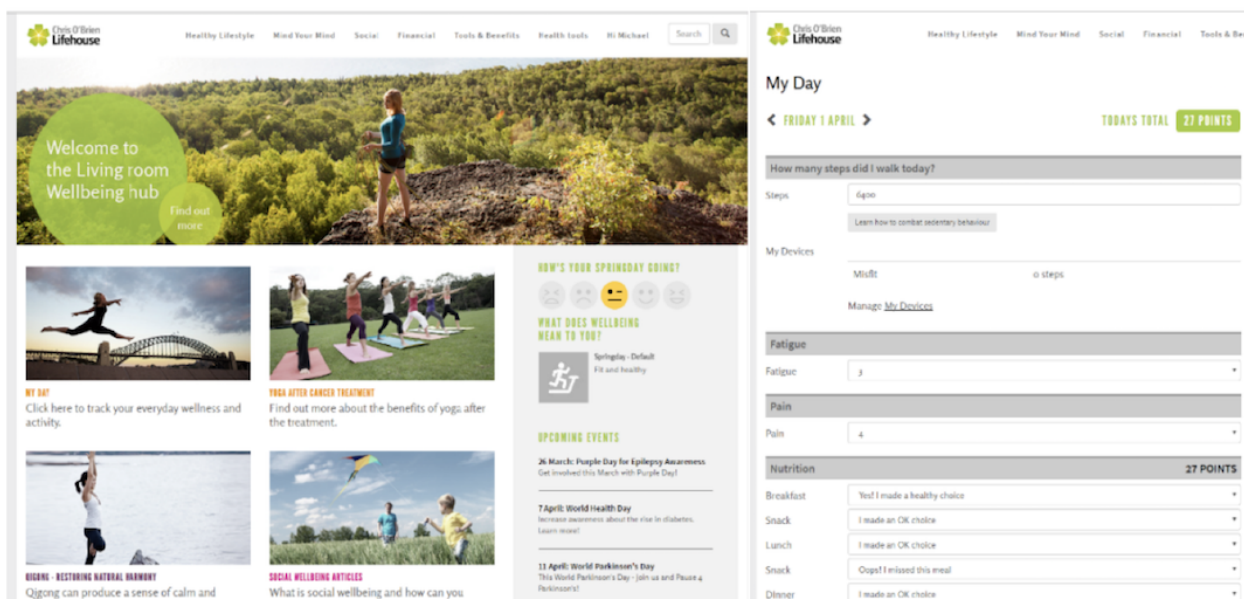 Chris O'Brien
Lifehouse
Healthy Lifestyle Mind Your Mind Social Financial Tools & Benefits Health tools Hi Michael Search
Welcome to
the Living room
Wellbeing hub
Find out
more
MY DAY
Click here to track your everyday wellness and
activity.
YOGA AFTER CANCER TREATMENT
Find out more about the benefits of yoga after
the treatment.
QIGONG - RESTORING NATURAL HARMONY
Qigong can produce a sense of calm and
SOCIAL WELLBEING ARTICLES
What is social wellbeing and how can you
HOW'S YOUR SPRINGDAY GOING?
WHAT DOES WELLBEING
MEAN TO YOU?
Springday - Default
Fit and healthy
UPCOMING EVENTS
26 March: Purple Day for Epilepsy Awareness
Get involved this March with Purple Day!
7 April: World Health Day
Increase awareness about the rise in diabetes.
Learn more!
11 April: World Parkinson's Day
This World Parkinson's Day - join us and Pause 4
Parkinson's!
Chris O'Brien
Lifehouse
Healthy Lifestyle Mind Your Mind Social Financial Tools & Be
My Day
FRIDAY 1 APRIL
TODAYS TOTAL 27 POINTS
How many steps did I walk today?
Steps 6400
Learn how to combat sedentary behaviour
My Devices
Misfit 0 steps
Manage My Devices
Fatigue
Fatigue 3
Pain
Pain 4
Nutrition 27 POINTS
Breakfast Yes! I made a healthy choice
Snack I made an OK choice
Lunch I made an OK choice
Snack Oops! I missed this meal
Dinner I made an OK choice